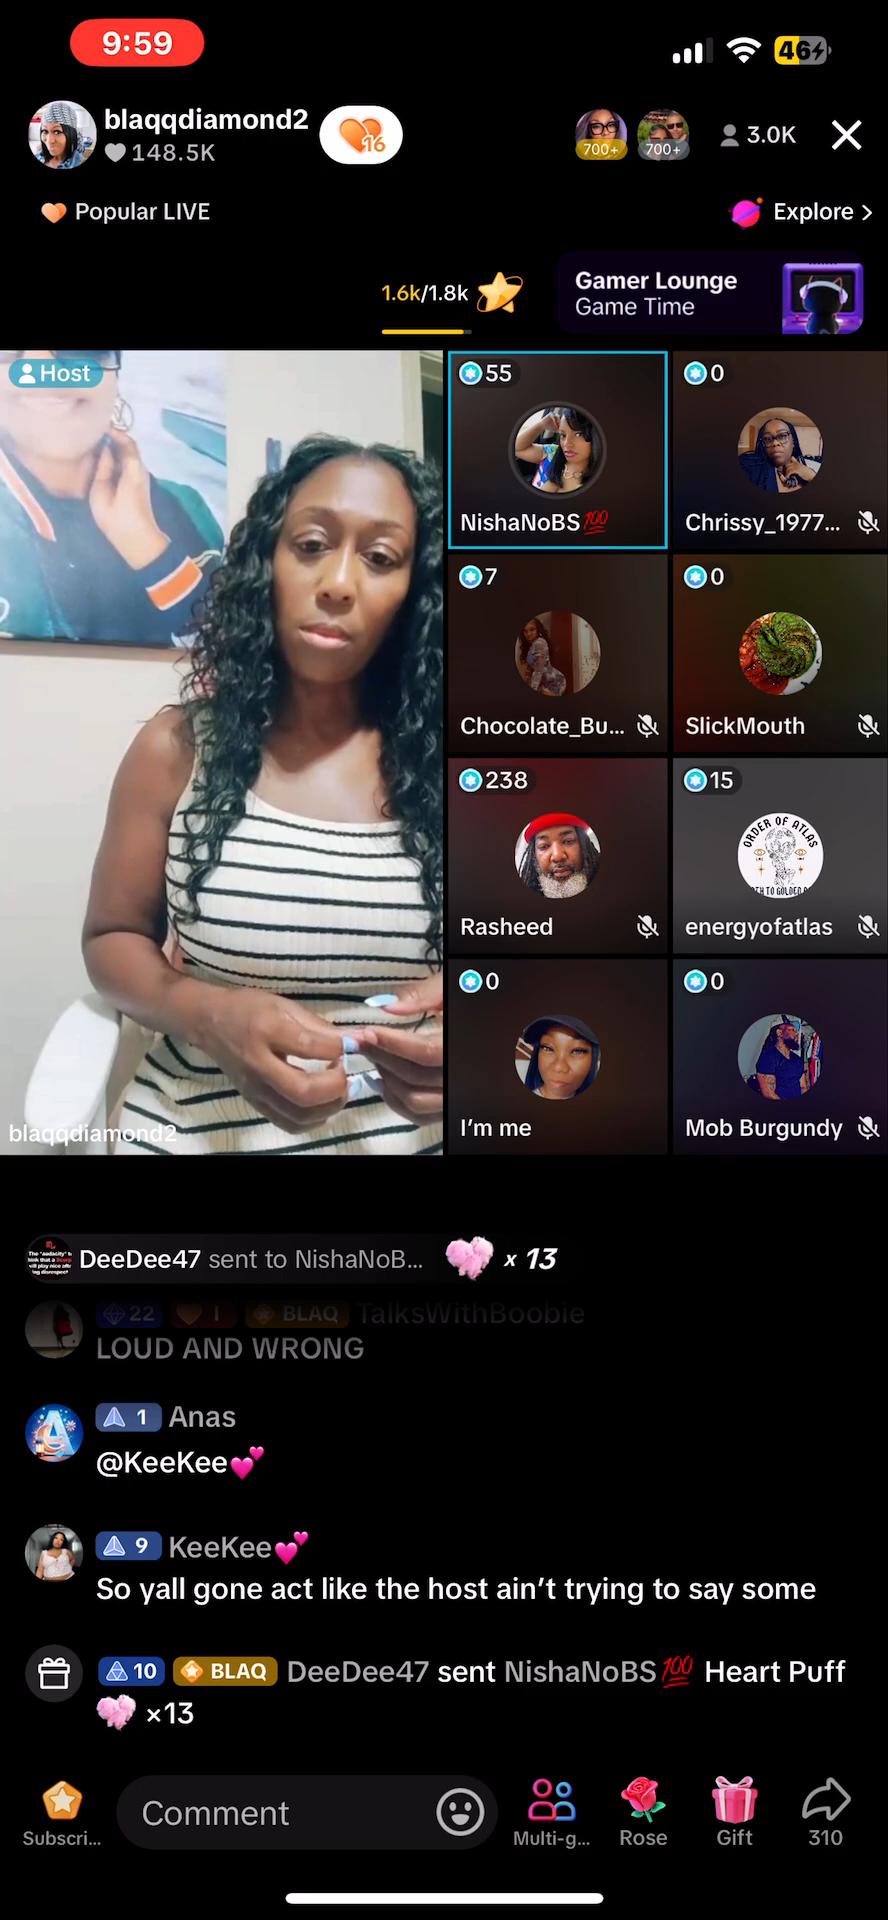 9:59
46
blaqqdiamond2
148.5K
16
700+
700+
3.0K
Popular LIVE
Explore >
1.6k/1.8k
Gamer Lounge
Game Time
Host
blaqqdiamond2
55
NishaNoBS💯
0
Chrissy_1977...
7
Chocolate_Bu...
0
SlickMouth
238
Rasheed
15
ORDER OF ATLAS
energyofatlas
0
I'm me
0
Mob Burgundy
DeeDee47 sent to NishaNoB... x 13
22 1 BLAQ TalksWithBoobie
LOUD AND WRONG
1 Anas
@KeeKee💕
9 KeeKee💕
So yall gone act like the host ain't trying to say some
10 BLAQ DeeDee47 sent NishaNoBS💯 Heart Puff
×13
Comment
Subscri...
Multi-g...
Rose
Gift
310